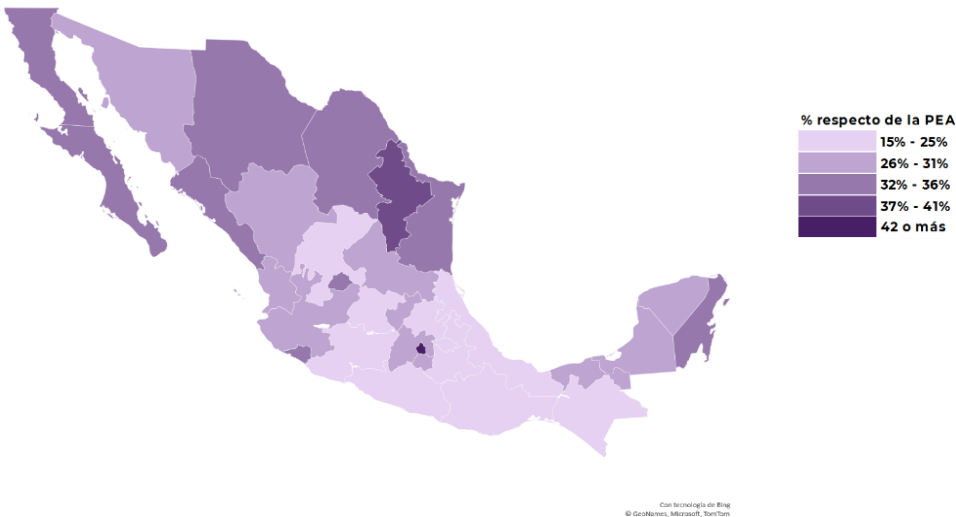 % respecto de la PEA
15% - 25%
26% - 31%
32% - 36%
37% - 41%
42 o más
Con tecnología de Bing
© GeoNames, Microsoft, TomTom